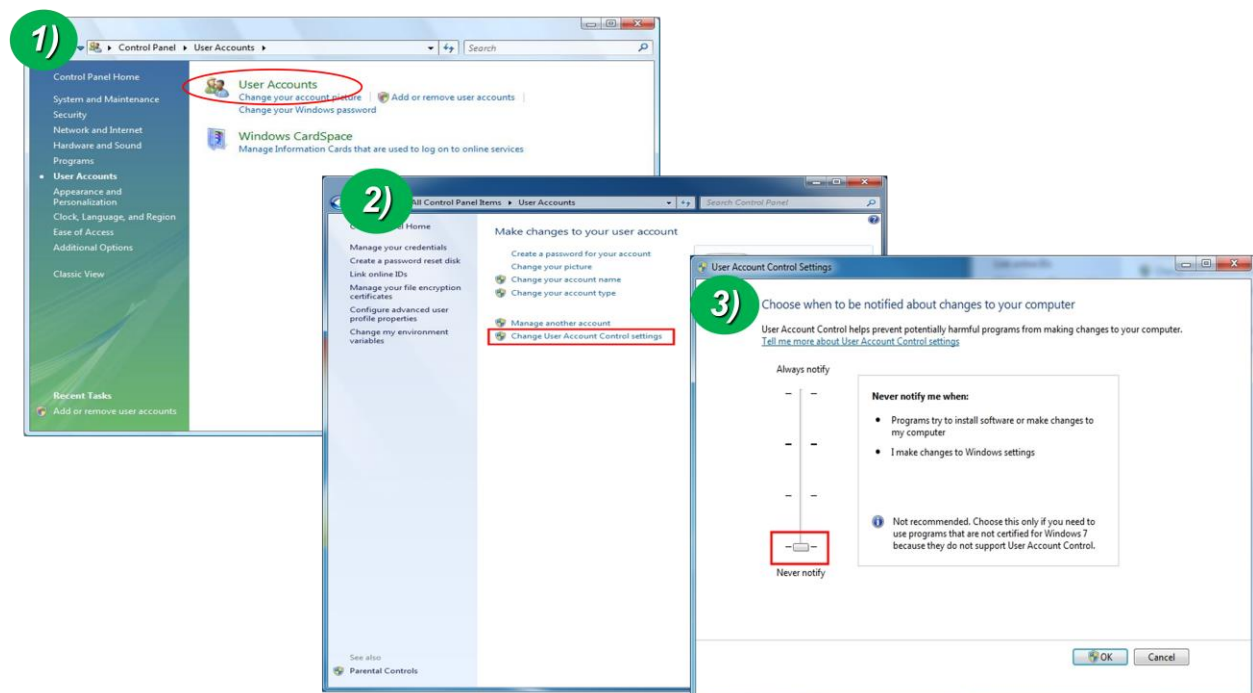 1)
Control Panel
User Accounts
Search
Control Panel Home
System and Maintenance
Security
Network and Internet
Hardware and Sound
Programs
User Accounts
Appearance and
Personalization
Clock, Language, and Region
Ease of Access
Additional Options
Classic View
Recent Tasks
Add or remove user accounts
User Accounts
Change your account picture
Add or remove user accounts
Change your Windows password
Windows CardSpace
Manage Information Cards that are used to log on to online services
2)
All Control Panel Items
User Accounts
Search Control Panel
Home
Manage your credentials
Create a password reset disk
Link online IDs
Manage your file encryption
certificates
Configure advanced user
profile properties
Change my environment
variables
See also
Parental Controls
Make changes to your user account
Create a password for your account
Change your picture
Change your account name
Change your account type
Manage another account
Change User Account Control settings
3)
User Account Control Settings
Choose when to be notified about changes to your computer
User Account Control helps prevent potentially harmful programs from making changes to your computer.
Tell me more about User Account Control settings
Always notify
Never notify
Never notify me when:
• Programs try to install software or make changes to
my computer
• I make changes to Windows settings
Not recommended. Choose this only if you need to
use programs that are not certified for Windows 7
because they do not support User Account Control.
OK
Cancel